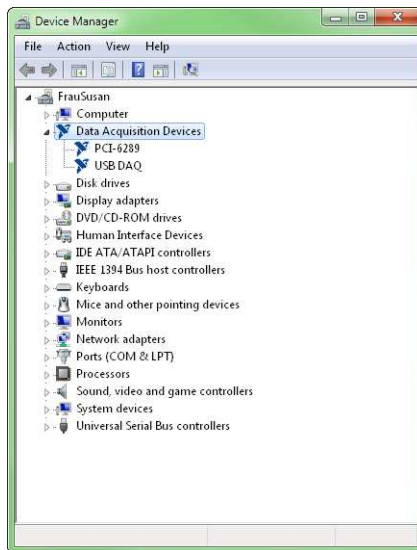 Device Manager
File Action View Help
FrauSusan
Computer
Data Acquisition Devices
PCI-6289
USB DAQ
Disk drives
Display adapters
DVD/CD-ROM drives
Human Interface Devices
IDE ATA/ATAPI controllers
IEEE 1394 Bus host controllers
Keyboards
Mice and other pointing devices
Monitors
Network adapters
Ports (COM & LPT)
Processors
Sound, video and game controllers
System devices
Universal Serial Bus controllers